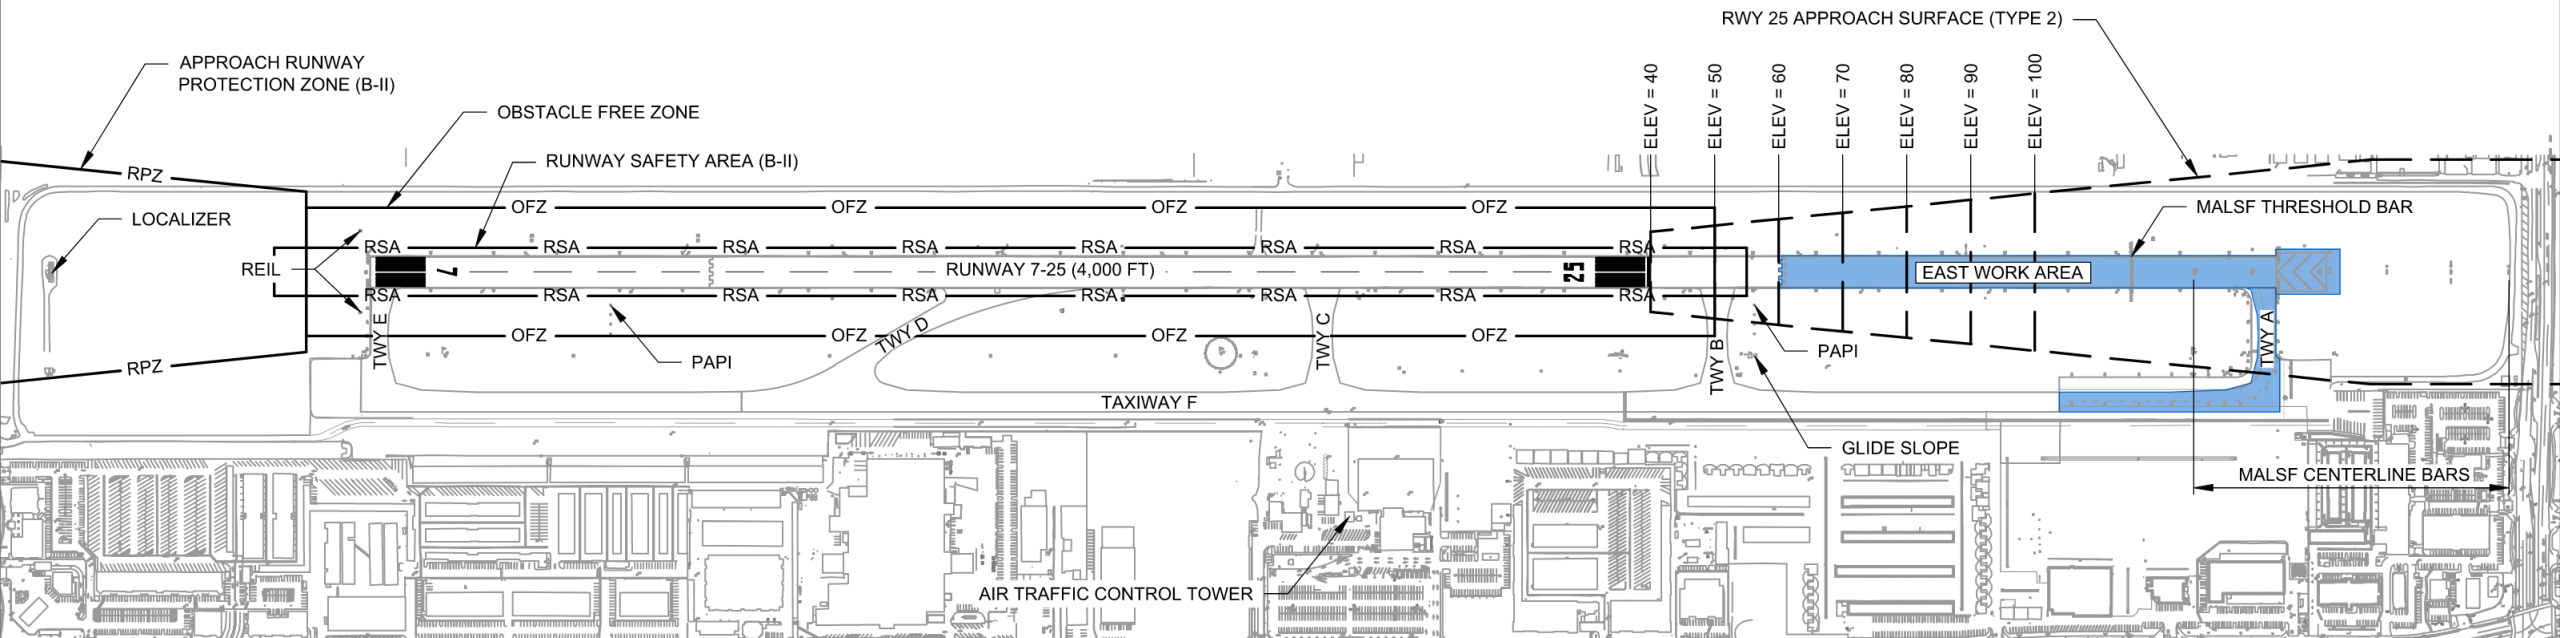 RWY 25 APPROACH SURFACE (TYPE 2)
APPROACH RUNWAY
PROTECTION ZONE (B-II)
OBSTACLE FREE ZONE
RUNWAY SAFETY AREA (B-II)
ELEV = 40
ELEV = 50
ELEV = 60
ELEV = 70
ELEV = 80
ELEV = 90
ELEV = 100
RPZ
LOCALIZER
OFZ
OFZ
OFZ
OFZ
MALSF THRESHOLD BAR
RSA
RSA
RSA
RSA
RSA
RSA
RSA
RSA
REIL
7
RUNWAY 7-25 (4,000 FT)
25
EAST WORK AREA
RSA
RSA
RSA
RSA
RSA
RSA
RSA
RSA
OFZ
OFZ
OFZ
OFZ
TWY E
TWY D
TWY C
TWY B
TWY A
RPZ
PAPI
PAPI
TAXIWAY F
GLIDE SLOPE
MALSF CENTERLINE BARS
AIR TRAFFIC CONTROL TOWER